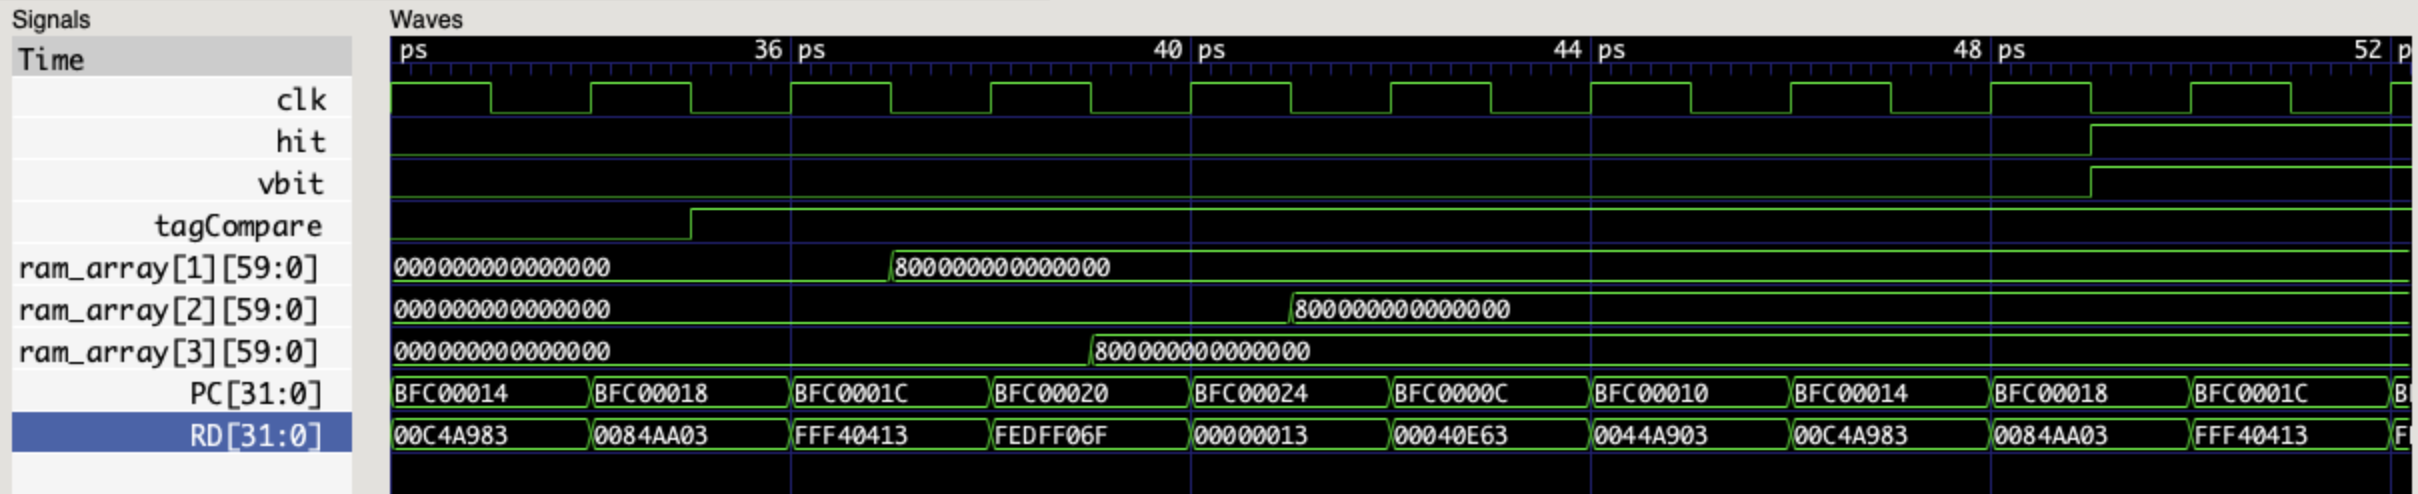 Signals Waves
Time ps 36 ps 40 ps 44 ps 48 ps 52 p
clk
hit
vbit
tagCompare
ram_array[1][59:0] 000000000000000 800000000000000
ram_array[2][59:0] 000000000000000 800000000000000
ram_array[3][59:0] 000000000000000 800000000000000
PC[31:0] BFC00014 BFC00018 BFC0001C BFC00020 BFC00024 BFC0000C BFC00010 BFC00014 BFC00018 BFC0001C B
RD[31:0] 00C4A983 0084AA03 FFF40413 FEDFF06F 00000013 00040E63 0044A903 00C4A983 0084AA03 FFF40413 F